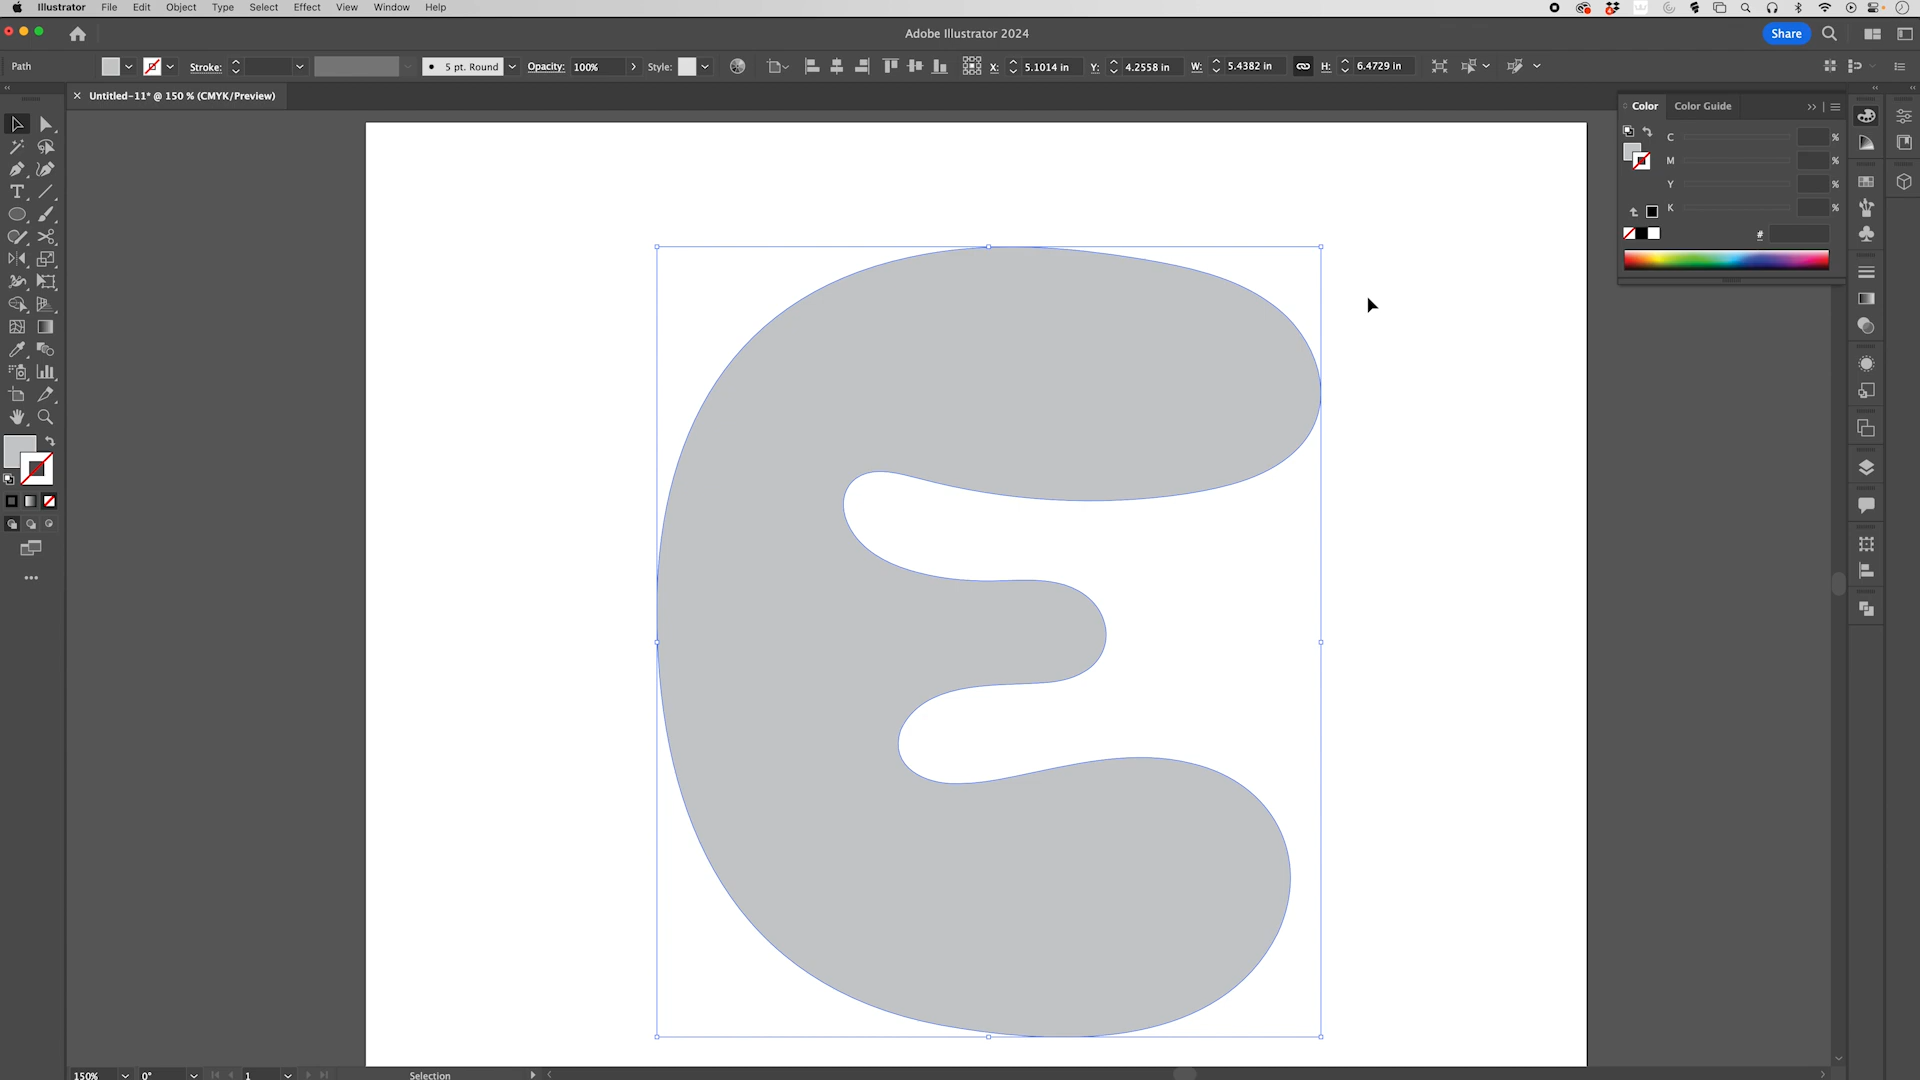 Illustrator File Edit Object Type Select Effect View Window Help
Adobe Illustrator 2024
Share
Path
Stroke:
5 pt. Round
Opacity: 100%
Style:
X: 5.1014 in
Y: 4.2558 in
W: 5.4382 in
H: 6.4729 in
× Untitled-11* @ 150 % (CMYK/Preview)
Color
Color Guide
C %
M %
Y %
K %
#
E
150%
0°
1
Selection